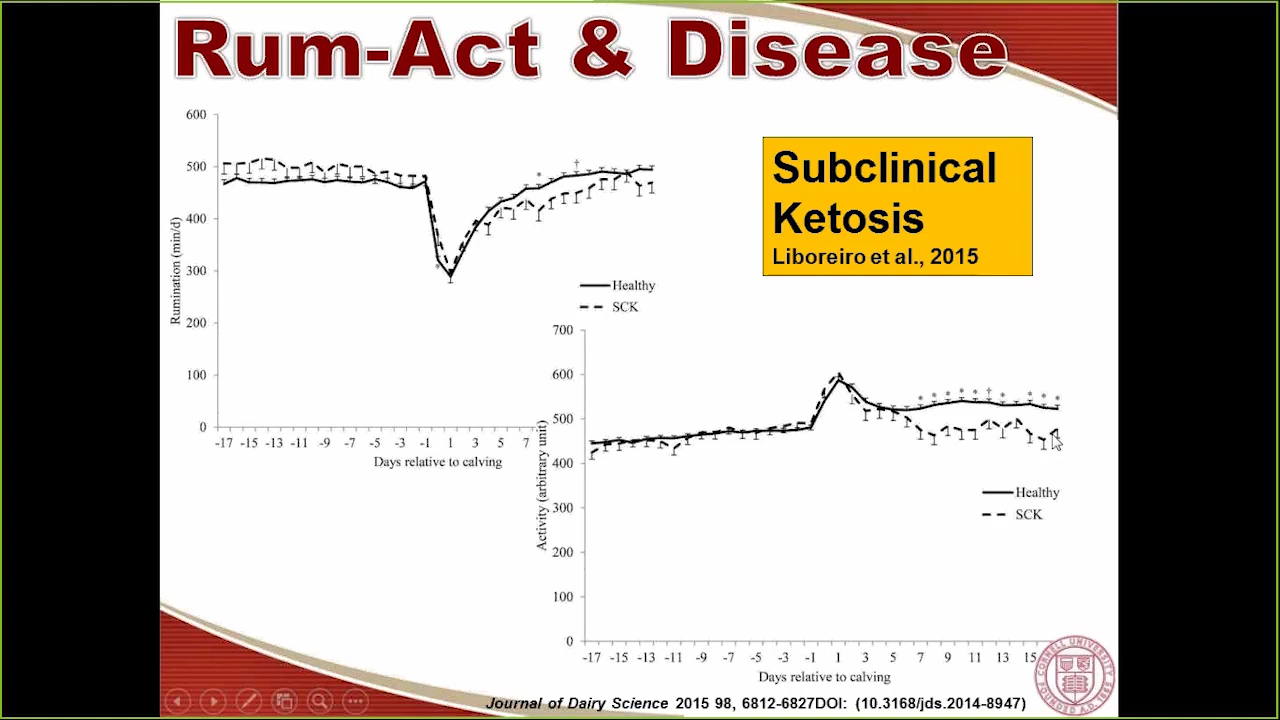 Rum-Act & Disease
Subclinical
Ketosis
Liboreiro et al., 2015
600
500
400
300
200
100
0
Rumination (min/d)
-17 -15 -13 -11 -9 -7 -5 -3 -1 1 3 5 7
Days relative to calving
* * †
Healthy
SCK
700
600
500
400
300
200
100
0
Activity (arbitrary unit)
* * * * * † * * * *
-17 -15 -13 -11 -9 -7 -5 -3 -1 1 3 5 7 9 11 13 15
Days relative to calving
Healthy
SCK
CORNELL UNIVERSITY
FOUNDED A.D. 1865
Journal of Dairy Science 2015 98, 6812-6827DOI: (10.3168/jds.2014-8947)